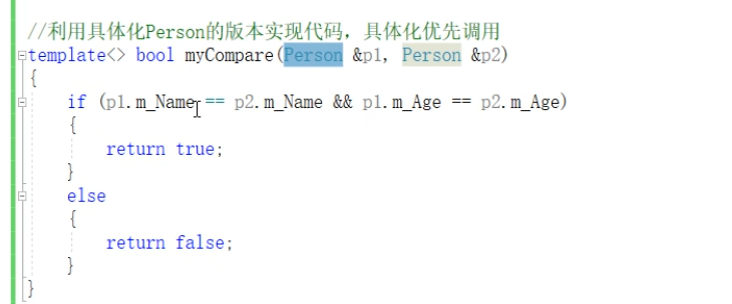 //利用具体化Person的版本实现代码，具体化优先调用
template<> bool myCompare(Person &p1, Person &p2)
{
if (p1.m_Name == p2.m_Name && p1.m_Age == p2.m_Age)
{
return true;
}
else
{
return false;
}
}